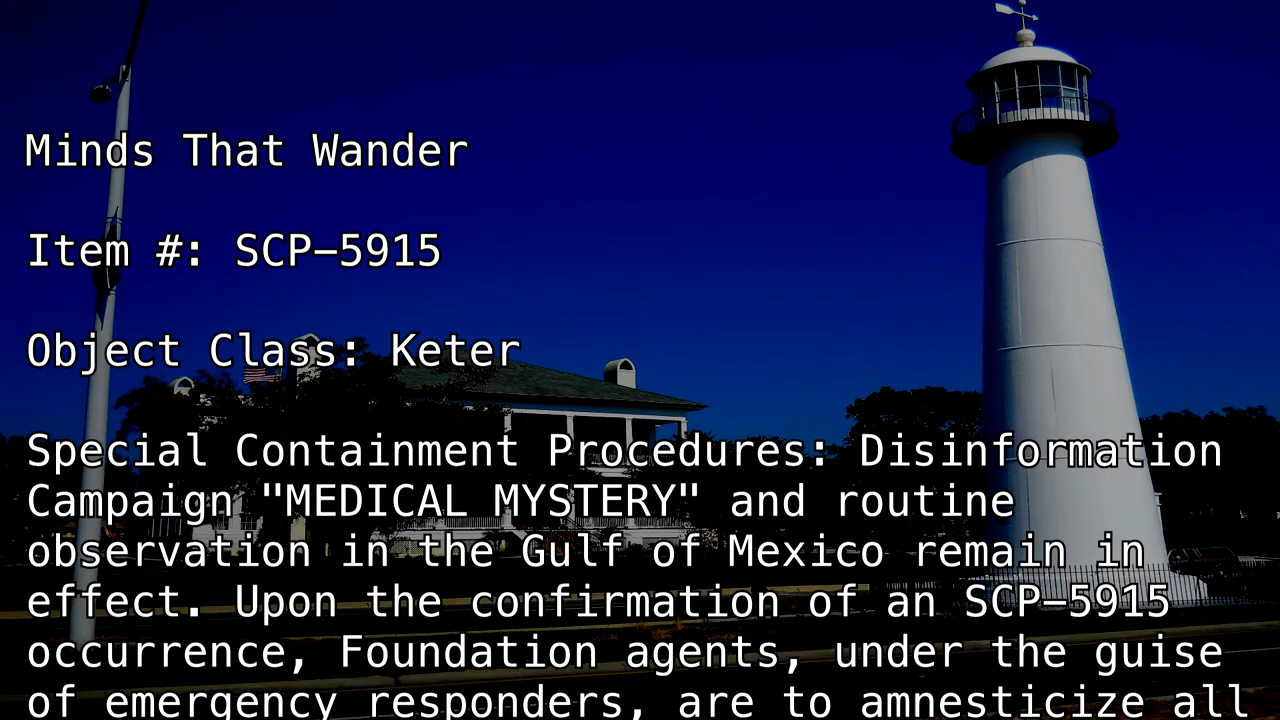 Minds That Wander
Item #: SCP-5915
Object Class: Keter
Special Containment Procedures: Disinformation
Campaign "MEDICAL MYSTERY" and routine
observation in the Gulf of Mexico remain in
effect. Upon the confirmation of an SCP-5915
occurrence, Foundation agents, under the guise
of emergency responders, are to amnesticize all